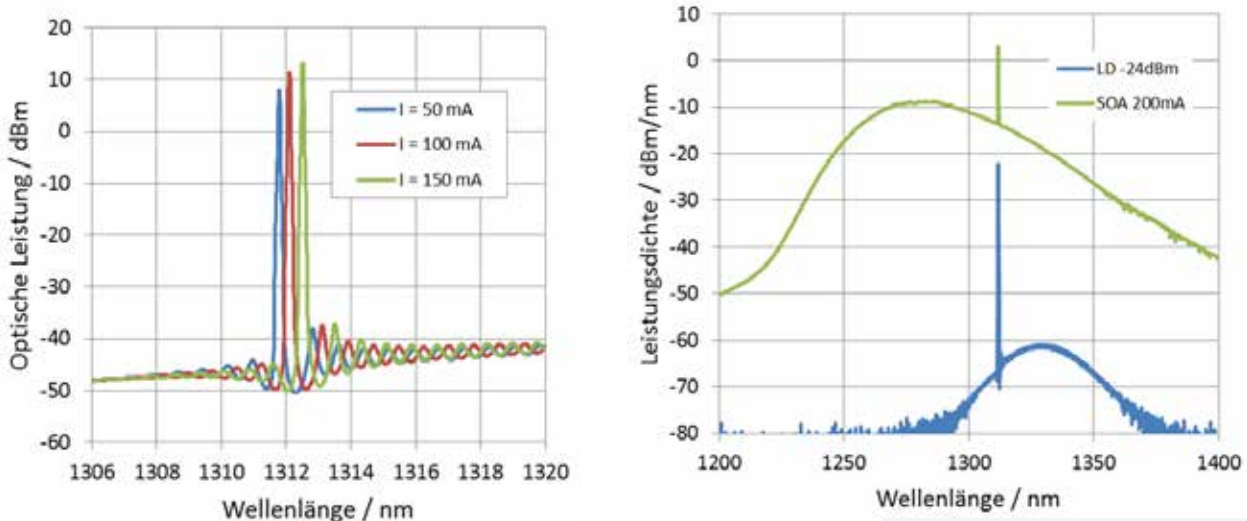 Optische Leistung / dBm
20
10
0
-10
-20
-30
-40
-50
-60
I = 50 mA
I = 100 mA
I = 150 mA
1306 1308 1310 1312 1314 1316 1318 1320
Wellenlänge / nm
Leistungsdichte / dBm/nm
10
0
-10
-20
-30
-40
-50
-60
-70
-80
LD -24dBm
SOA 200mA
1200 1250 1300 1350 1400
Wellenlänge / nm